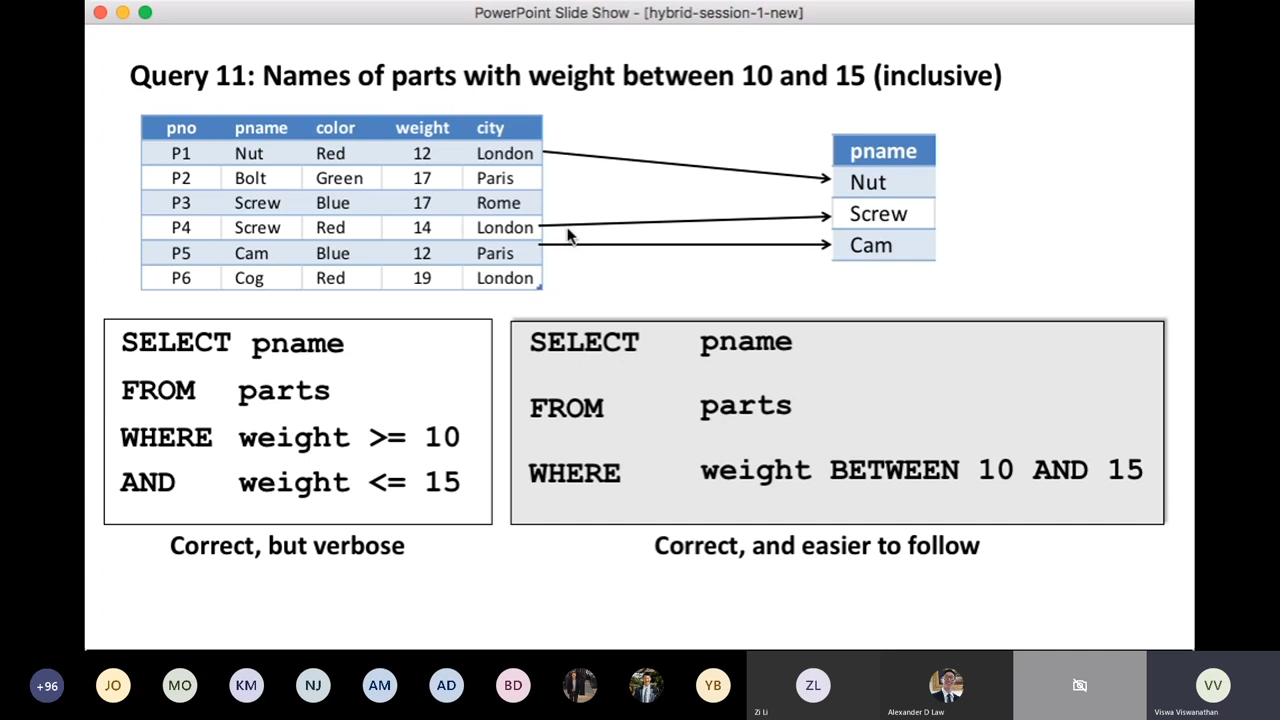 PowerPoint Slide Show - [hybrid-session-1-new]
Query 11: Names of parts with weight between 10 and 15 (inclusive)
pno pname color weight city
P1 Nut Red 12 London
P2 Bolt Green 17 Paris
P3 Screw Blue 17 Rome
P4 Screw Red 14 London
P5 Cam Blue 12 Paris
P6 Cog Red 19 London
pname
Nut
Screw
Cam
SELECT pname
FROM parts
WHERE weight >= 10
AND weight <= 15
Correct, but verbose
SELECT pname
FROM parts
WHERE weight BETWEEN 10 AND 15
Correct, and easier to follow
+96 JO MO KM NJ AM AD BD YB ZL VV
Zi Li Alexander D Law Viswa Viswanathan